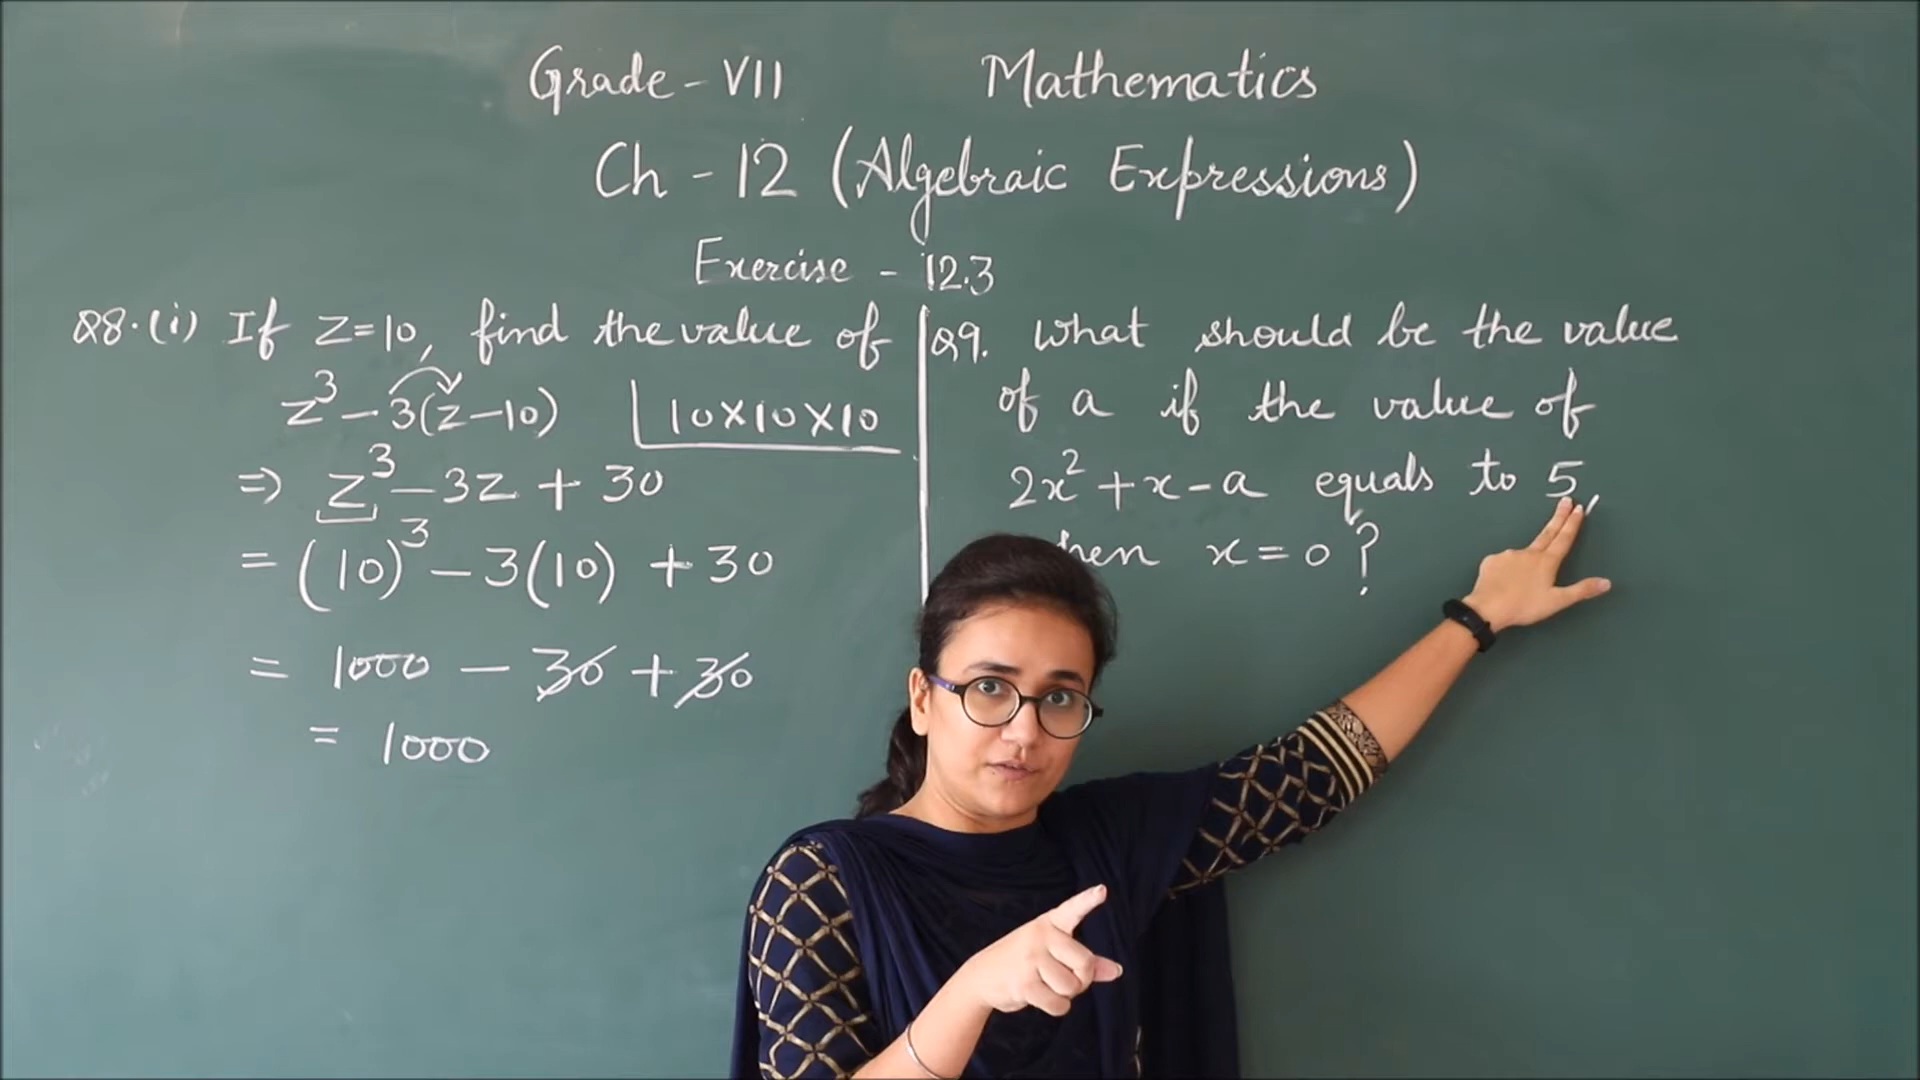 Grade - VII Mathematics
Ch - 12 (Algebraic Expressions)
Exercise - 12.3
Q8. (i) If z=10, find the value of
z³ - 3(z-10) 10×10×10
⇒ z³ - 3z + 30
= (10)³ - 3(10) + 30
= 1000 - 30 + 30
= 1000
Q9. What should be the value
of a if the value of
2x² + x - a equals to 5,
x = 0 ?